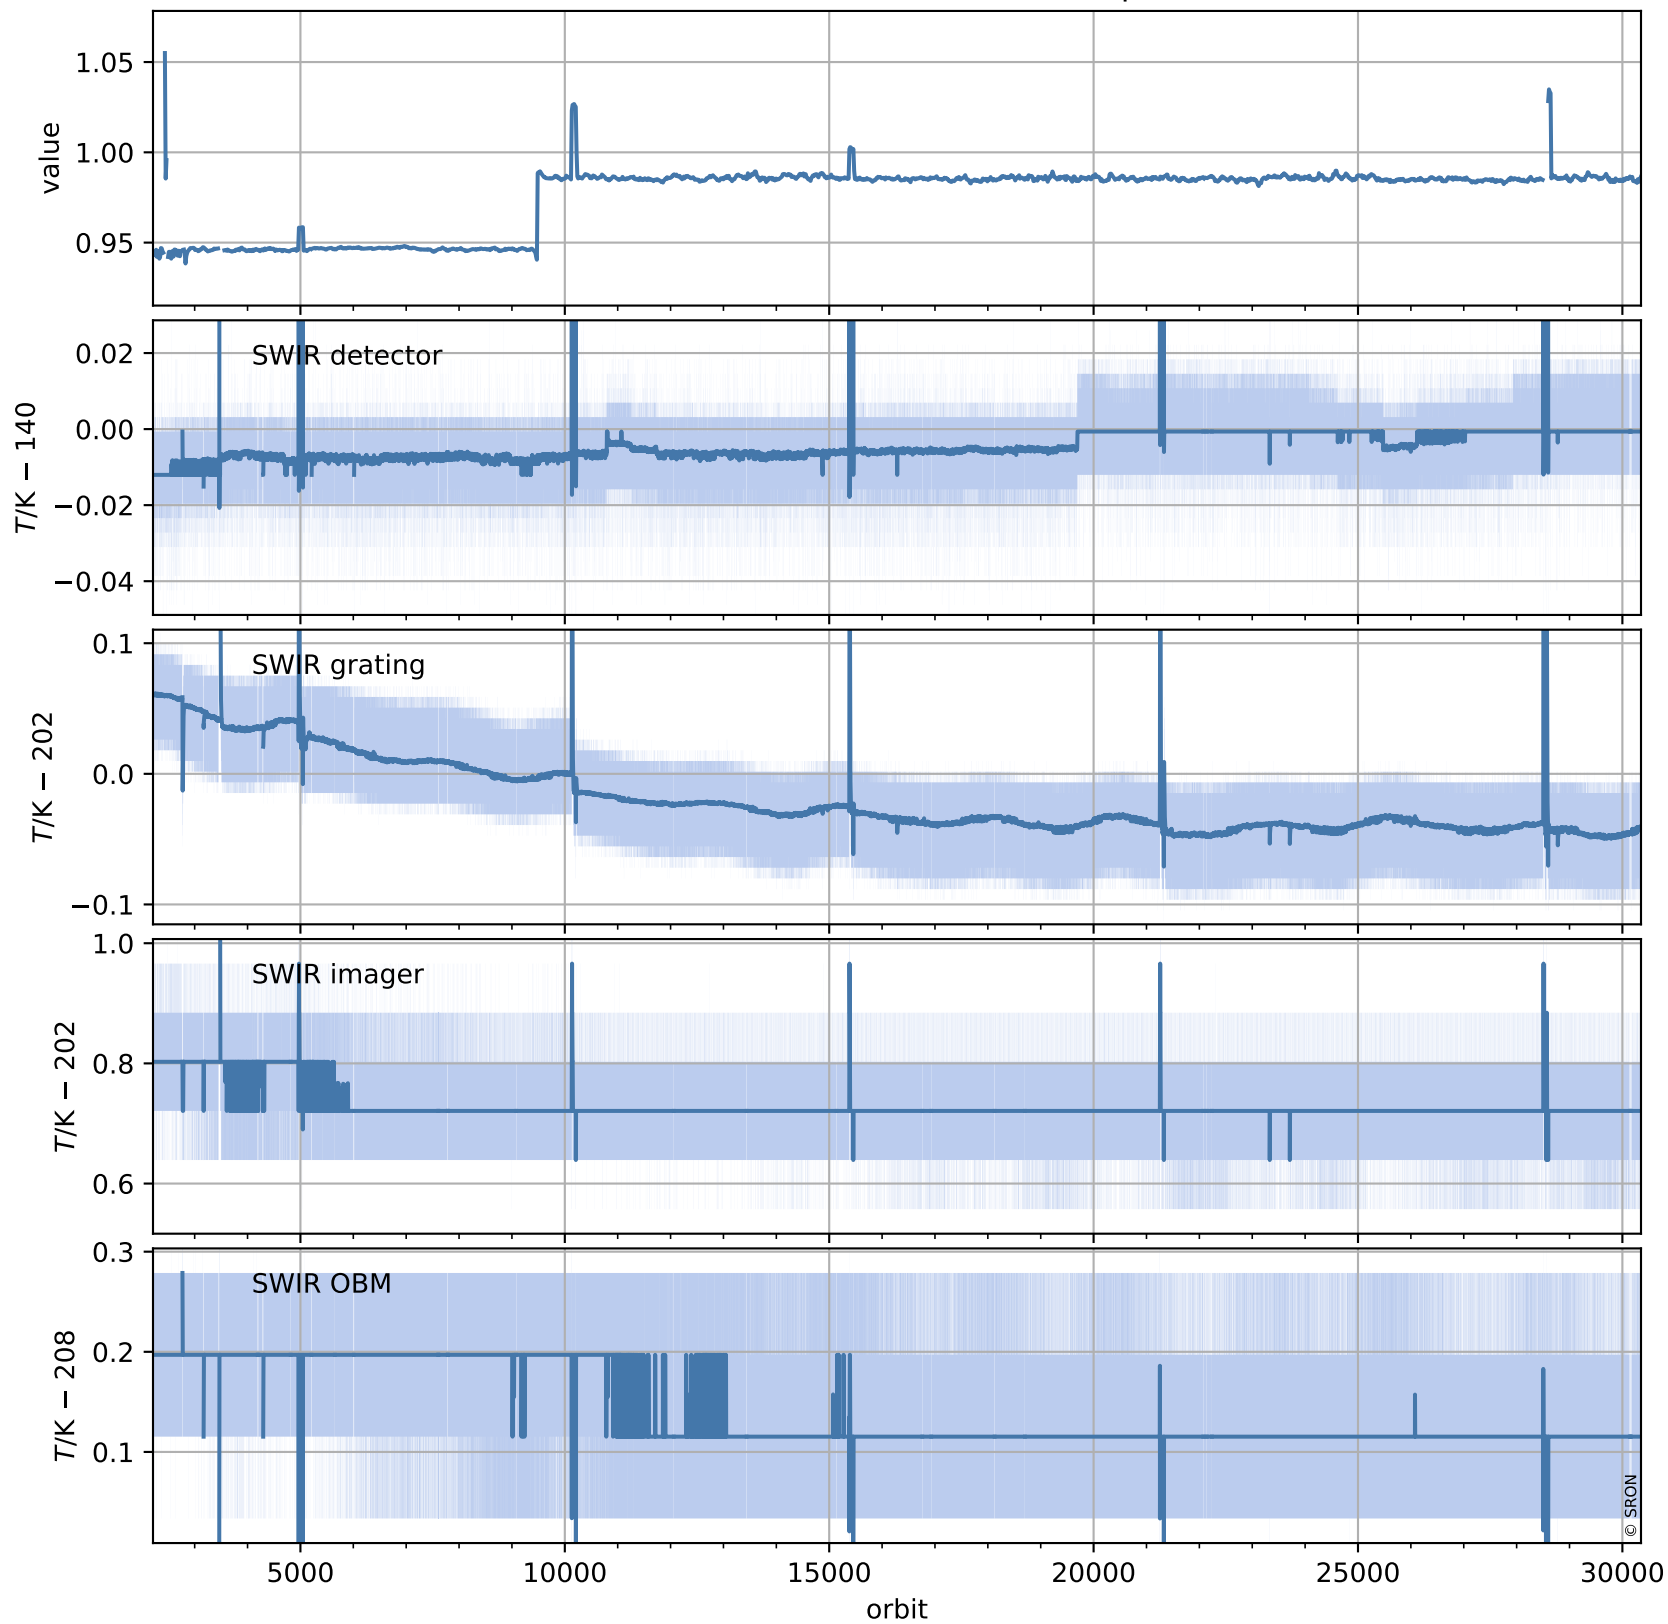 1.05
1.00
0.95
value
0.02
0.00
−0.02
−0.04
T/K − 140
SWIR detector
0.1
0.0
−0.1
T/K − 202
SWIR grating
1.0
0.8
0.6
T/K − 202
SWIR imager
0.3
0.2
0.1
T/K − 208
SWIR OBM
© SRON
5000 10000 15000 20000 25000 30000
orbit